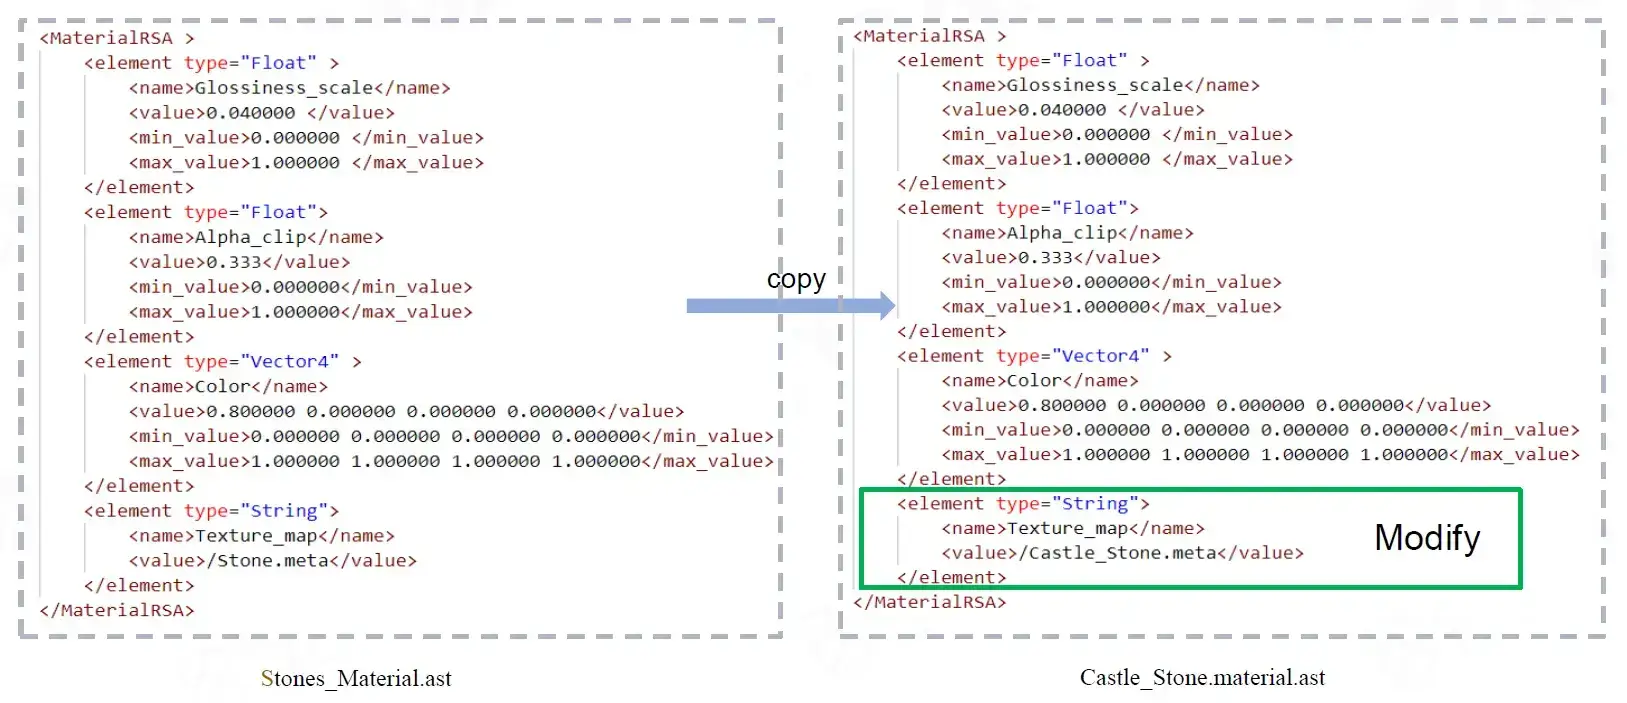 <MaterialRSA >
<element type="Float" >
<name>Glossiness_scale</name>
<value>0.040000 </value>
<min_value>0.000000 </min_value>
<max_value>1.000000 </max_value>
</element>
<element type="Float">
<name>Alpha_clip</name>
<value>0.333</value>
<min_value>0.000000</min_value>
<max_value>1.000000</max_value>
</element>
<element type="Vector4" >
<name>Color</name>
<value>0.800000 0.000000 0.000000 0.000000</value>
<min_value>0.000000 0.000000 0.000000 0.000000</min_value>
<max_value>1.000000 1.000000 1.000000 1.000000</max_value>
</element>
<element type="String">
<name>Texture_map</name>
<value>/Stone.meta</value>
</element>
</MaterialRSA>
Stones_Material.ast
copy
<MaterialRSA >
<element type="Float" >
<name>Glossiness_scale</name>
<value>0.040000 </value>
<min_value>0.000000 </min_value>
<max_value>1.000000 </max_value>
</element>
<element type="Float">
<name>Alpha_clip</name>
<value>0.333</value>
<min_value>0.000000</min_value>
<max_value>1.000000</max_value>
</element>
<element type="Vector4" >
<name>Color</name>
<value>0.800000 0.000000 0.000000 0.000000</value>
<min_value>0.000000 0.000000 0.000000 0.000000</min_value>
<max_value>1.000000 1.000000 1.000000 1.000000</max_value>
</element>
<element type="String">
<name>Texture_map</name>
<value>/Castle_Stone.meta</value>
</element>
Modify
</MaterialRSA>
Castle_Stone.material.ast